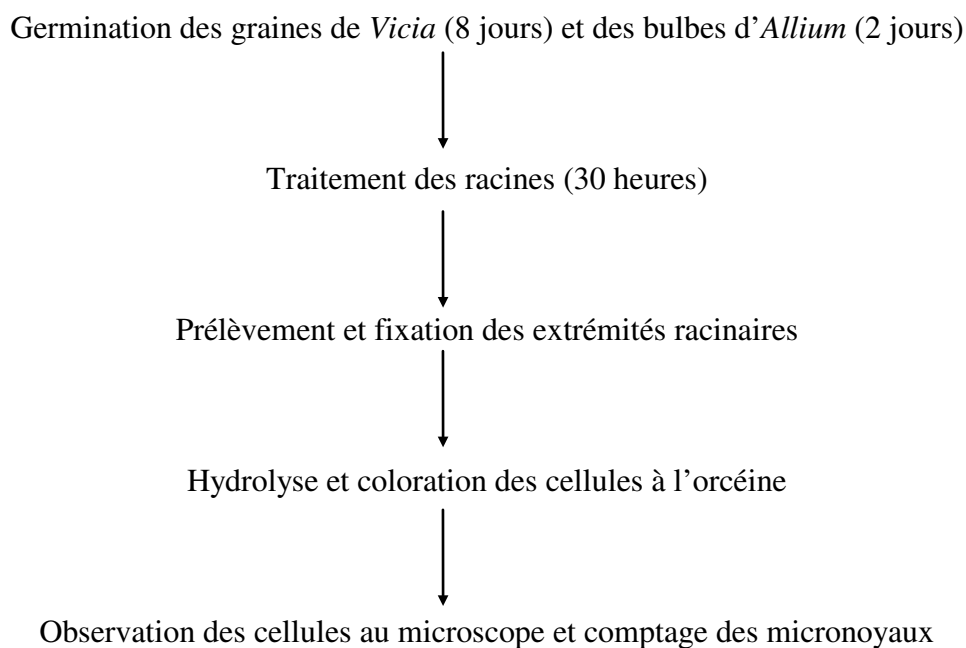 Germination des graines de Vicia (8 jours) et des bulbes d’Allium (2 jours)
Traitement des racines (30 heures)
Prélèvement et fixation des extrémités racinaires
Hydrolyse et coloration des cellules à l’orcéine
Observation des cellules au microscope et comptage des micronoyaux